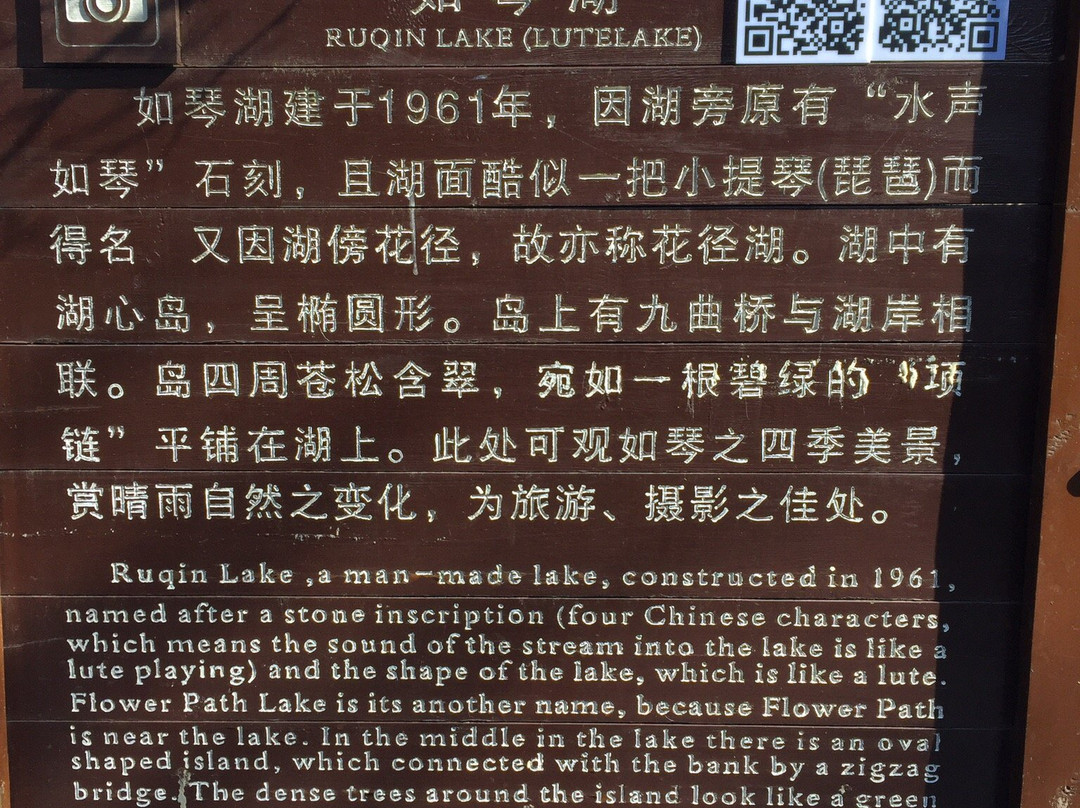 如琴湖
RUQIN LAKE (LUTELAKE)
如琴湖建于1961年，因湖旁原有“水声
如琴”石刻，且湖面酷似一把小提琴(琵琶)而
得名 又因湖傍花径，故亦称花径湖。湖中有
湖心岛，呈椭圆形。岛上有九曲桥与湖岸相
联。岛四周苍松含翠，宛如一根碧绿的“项
链”平铺在湖上。此处可观如琴之四季美景，
赏晴雨自然之变化，为旅游、摄影之佳处。
Ruqin Lake ,a man-made lake, constructed in 1961,
named after a stone inscription (four Chinese characters,
which means the sound of the stream into the lake is like a
lute playing) and the shape of the lake, which is like a lute.
Flower Path Lake is its another name, because Flower Path
is near the lake. In the middle in the lake there is an oval
shaped island, which connected with the bank by a zigzag
bridge. The dense trees around the island look like a green